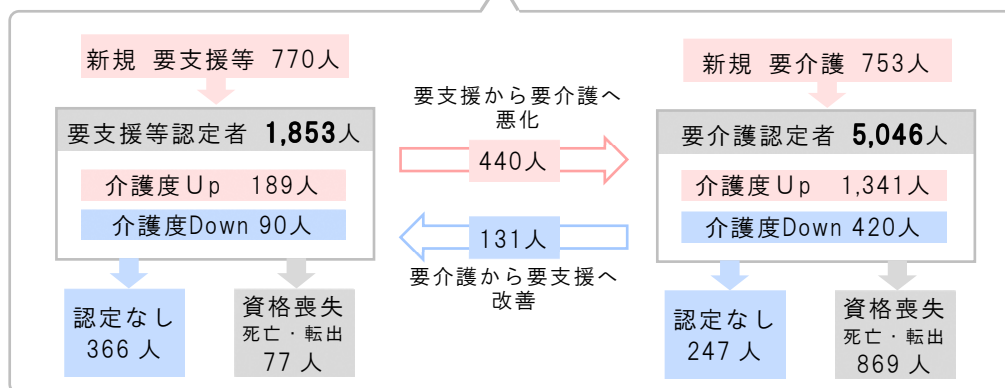 新規 要支援等 770人
要支援等認定者 1,853人
介護度Up 189人
介護度Down 90人
認定なし
366 人
資格喪失
死亡・転出
77 人
要支援から要介護へ
悪化
440人
131人
要介護から要支援へ
改善
新規 要介護 753人
要介護認定者 5,046人
介護度Up 1,341人
介護度Down 420人
認定なし
247 人
資格喪失
死亡・転出
869 人